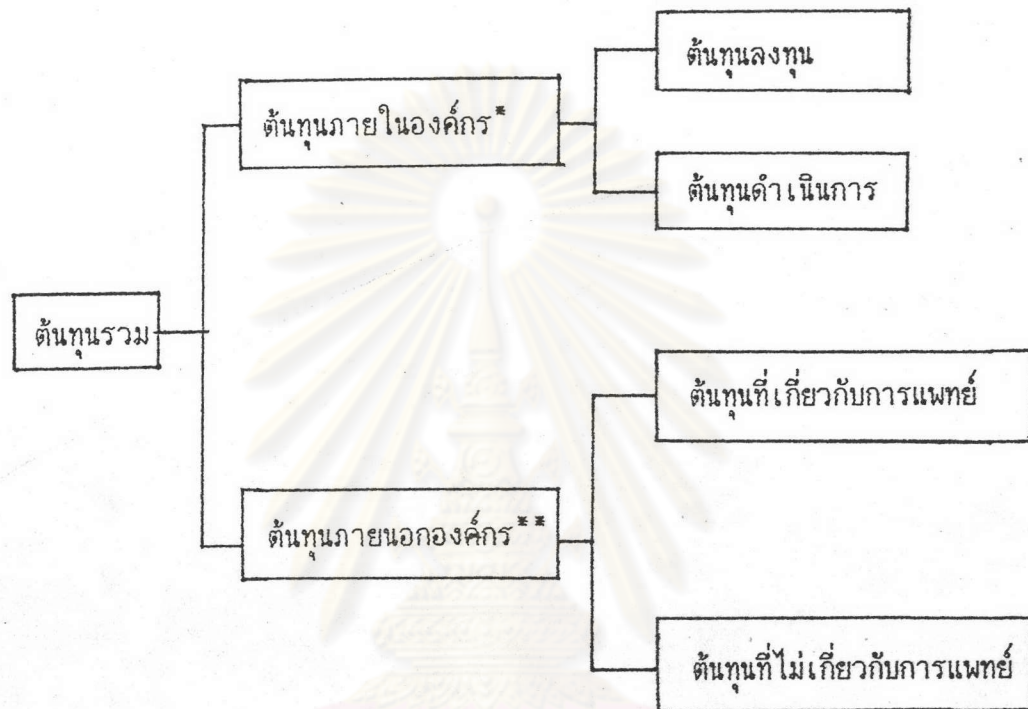 ต้นทุนรวม
ต้นทุนภายในองค์กร*
ต้นทุนลงทุน
ต้นทุนดำเนินการ
ต้นทุนภายนอกองค์กร**
ต้นทุนที่เกี่ยวกับการแพทย์
ต้นทุนที่ไม่เกี่ยวกับการแพทย์